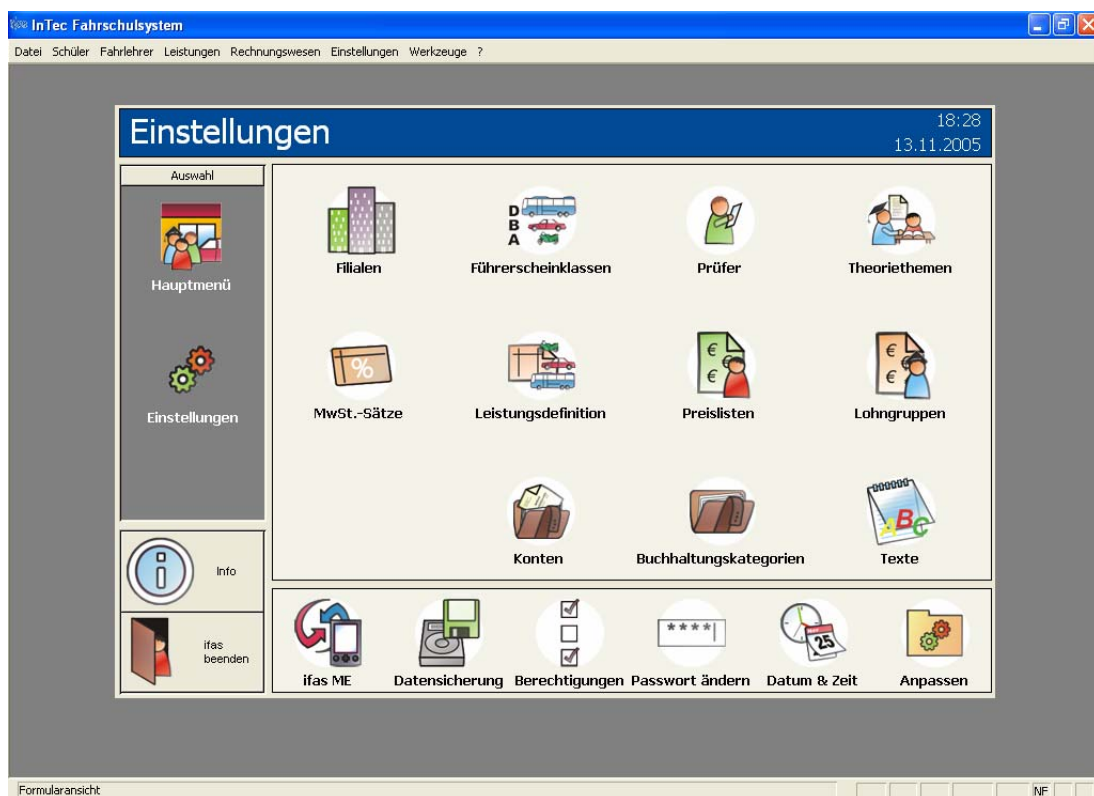 InTec Fahrschulsystem
Datei Schüler Fahrlehrer Leistungen Rechnungswesen Einstellungen Werkzeuge ?
Einstellungen
18:28
13.11.2005
Auswahl
Hauptmenü
Einstellungen
Info
ifas
beenden
D
B
A
Filialen Führerscheinklassen Prüfer Theoriethemen
%
€
€
€
€
MwSt.-Sätze Leistungsdefinition Preislisten Lohngruppen
ABC
Konten Buchhaltungskategorien Texte
****|
25
ifas ME Datensicherung Berechtigungen Passwort ändern Datum & Zeit Anpassen
Formularansicht NF